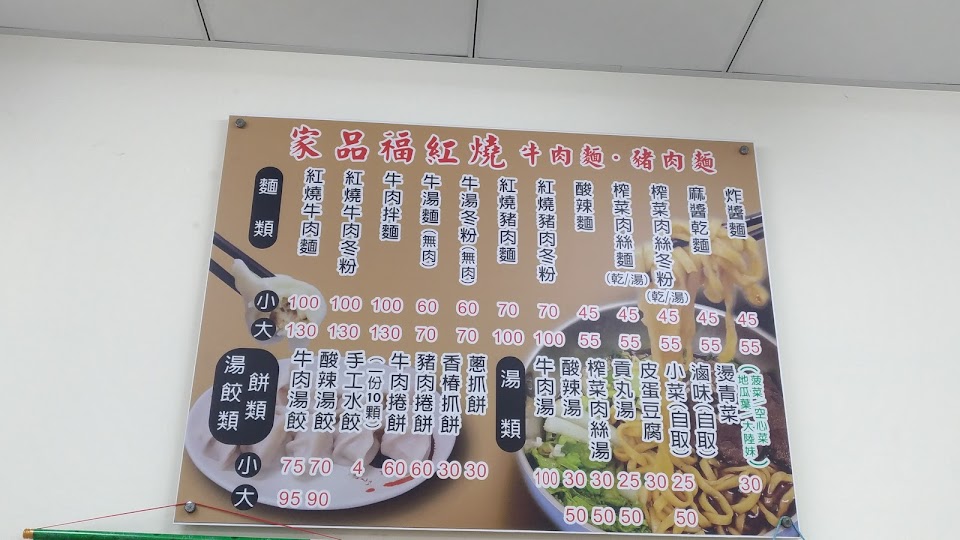 家品福紅燒 牛肉麵・豬肉麵
麵類
小
大
紅燒牛肉麵 100 130
紅燒牛肉冬粉 100 130
牛肉拌麵 100 130
牛湯麵(無肉) 60 70
牛湯冬粉(無肉) 60 70
紅燒豬肉麵 70 100
紅燒豬肉冬粉 70 100
酸辣麵 45 55
榨菜肉絲麵(乾/湯) 45 55
榨菜肉絲冬粉(乾/湯) 45 55
麻醬乾麵 45 55
炸醬麵 45 55
湯餃類
餅類
小
大
牛肉湯餃 75 95
酸辣湯餃 70 90
手工水餃(一份10顆) 4
牛肉捲餅 60
豬肉捲餅 60
香椿抓餅 30
蔥抓餅 30
湯類
牛肉湯 100
酸辣湯 30 50
榨菜肉絲湯 30 50
貢丸湯 25 50
皮蛋豆腐 30
小菜(自取) 25 50
滷味(自取)
燙青菜 30
(菠菜/空心菜
地瓜葉/大陸妹)